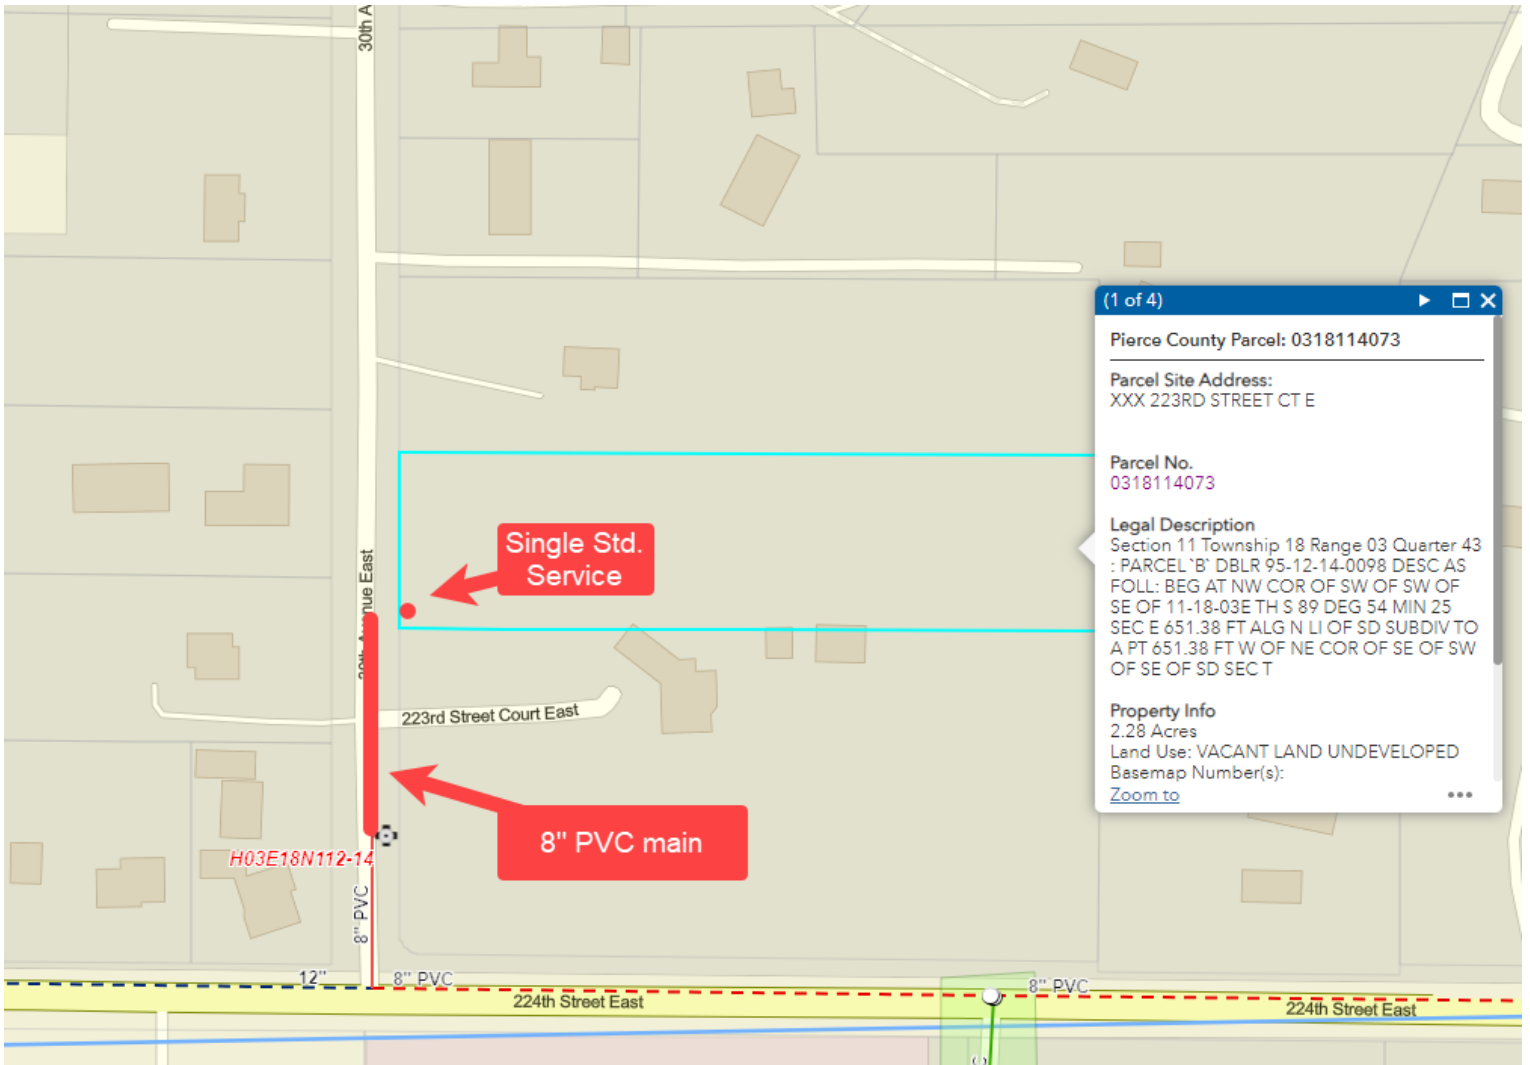 30th A
(1 of 4)
Pierce County Parcel: 0318114073
Parcel Site Address:
XXX 223RD STREET CT E
Parcel No.
0318114073
Legal Description
Section 11 Township 18 Range 03 Quarter 43
: PARCEL `B` DBLR 95-12-14-0098 DESC AS
FOLL: BEG AT NW COR OF SW OF SW OF
SE OF 11-18-03E TH S 89 DEG 54 MIN 25
SEC E 651.38 FT ALG N LI OF SD SUBDIV TO
A PT 651.38 FT W OF NE COR OF SE OF SW
OF SE OF SD SEC T
Property Info
2.28 Acres
Land Use: VACANT LAND UNDEVELOPED
Basemap Number(s):
Zoom to
Single Std.
Service
30th Avenue East
223rd Street Court East
8" PVC main
H03E18N112-14
8" PVC
12"
8" PVC
224th Street East
8" PVC
224th Street East